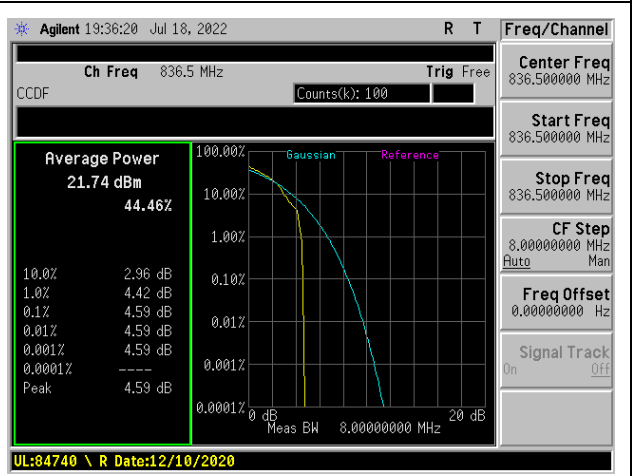 Agilent 19:36:20 Jul 18, 2022 R T
Freq/Channel
Ch Freq 836.5 MHz Trig Free
CCDF Counts(k): 100
Center Freq
836.500000 MHz
Start Freq
836.500000 MHz
Stop Freq
836.500000 MHz
CF Step
8.00000000 MHz
Auto Man
Freq Offset
0.00000000 Hz
Signal Track
On Off
Average Power
21.74 dBm
44.46%
10.0% 2.96 dB
1.0% 4.42 dB
0.1% 4.59 dB
0.01% 4.59 dB
0.001% 4.59 dB
0.0001% ----
Peak 4.59 dB
Gaussian Reference
100.00%
10.00%
1.00%
0.10%
0.01%
0.001%
0.0001%
0 dB 20 dB
Meas BW 8.00000000 MHz
UL:84740 \ R Date:12/10/2020